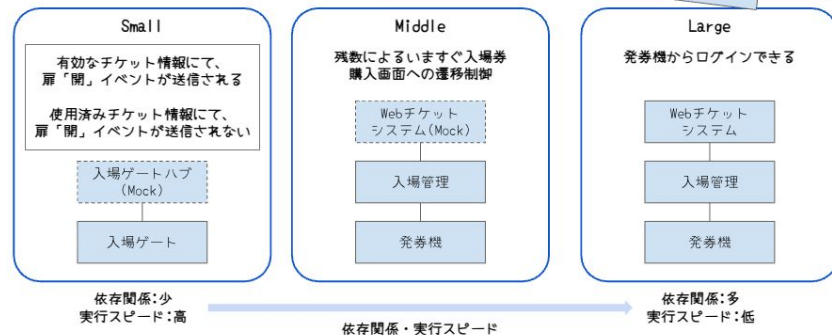 Small
有効なチケット情報にて、
扉「開」イベントが送信される
使用済みチケット情報にて、
扉「開」イベントが送信されない
入場ゲートハブ
(Mock)
入場ゲート
Middle
残数によるいますぐ入場券
購入画面への遷移制御
Webチケット
システム(Mock)
入場管理
発券機
Large
発券機からログインできる
Webチケット
システム
入場管理
発券機
依存関係:少
実行スピード:高
依存関係・実行スピード
依存関係:多
実行スピード:低